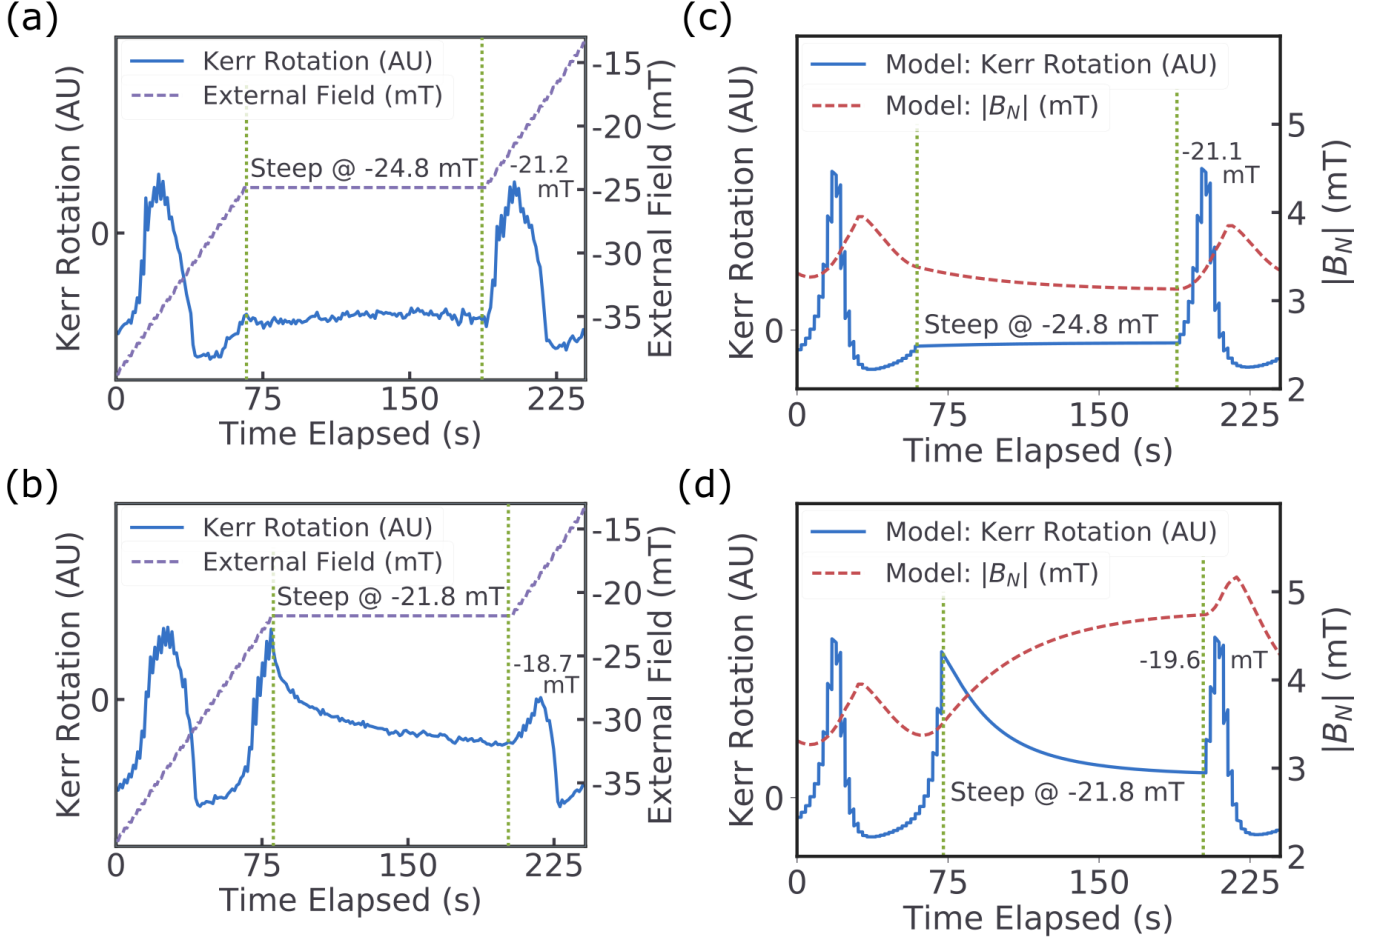 (a)
Kerr Rotation (AU)
External Field (mT)
Steep @ -24.8 mT
-21.2
mT
0
-15
-20
-25
-30
-35
Kerr Rotation (AU)
External Field (mT)
0
75
150
225
Time Elapsed (s)
(c)
Model: Kerr Rotation (AU)
Model: |B_N| (mT)
-21.1
mT
Steep @ -24.8 mT
0
5
4
3
2
Kerr Rotation (AU)
|B_N| (mT)
0
75
150
225
Time Elapsed (s)
(b)
Kerr Rotation (AU)
External Field (mT)
Steep @ -21.8 mT
-18.7
mT
0
-15
-20
-25
-30
-35
Kerr Rotation (AU)
External Field (mT)
0
75
150
225
Time Elapsed (s)
(d)
Model: Kerr Rotation (AU)
Model: |B_N| (mT)
-19.6 mT
Steep @ -21.8 mT
0
5
4
3
2
Kerr Rotation (AU)
|B_N| (mT)
0
75
150
225
Time Elapsed (s)